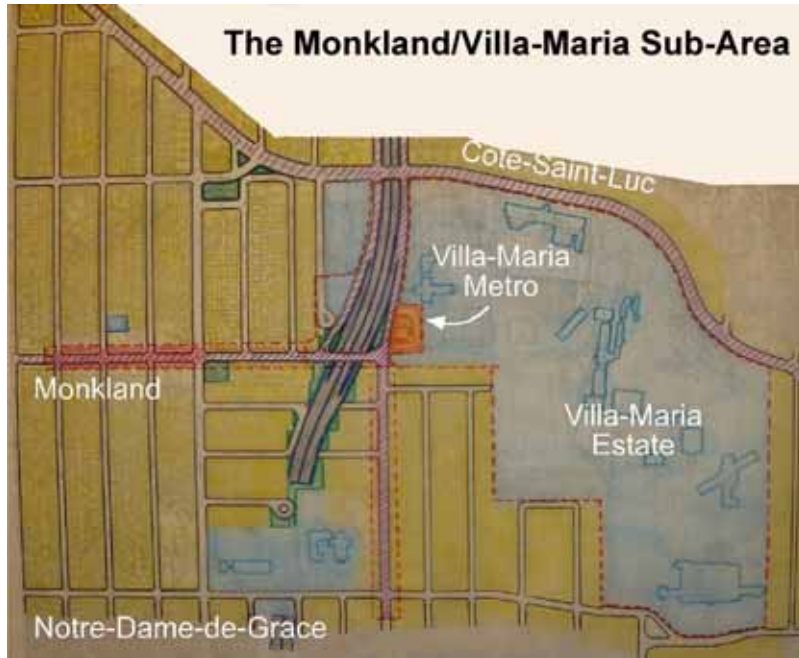 The Monkland/Villa-Maria Sub-Area
Cote-Saint-Luc
Villa-Maria
Metro
Monkland
Villa-Maria
Estate
Notre-Dame-de-Grace